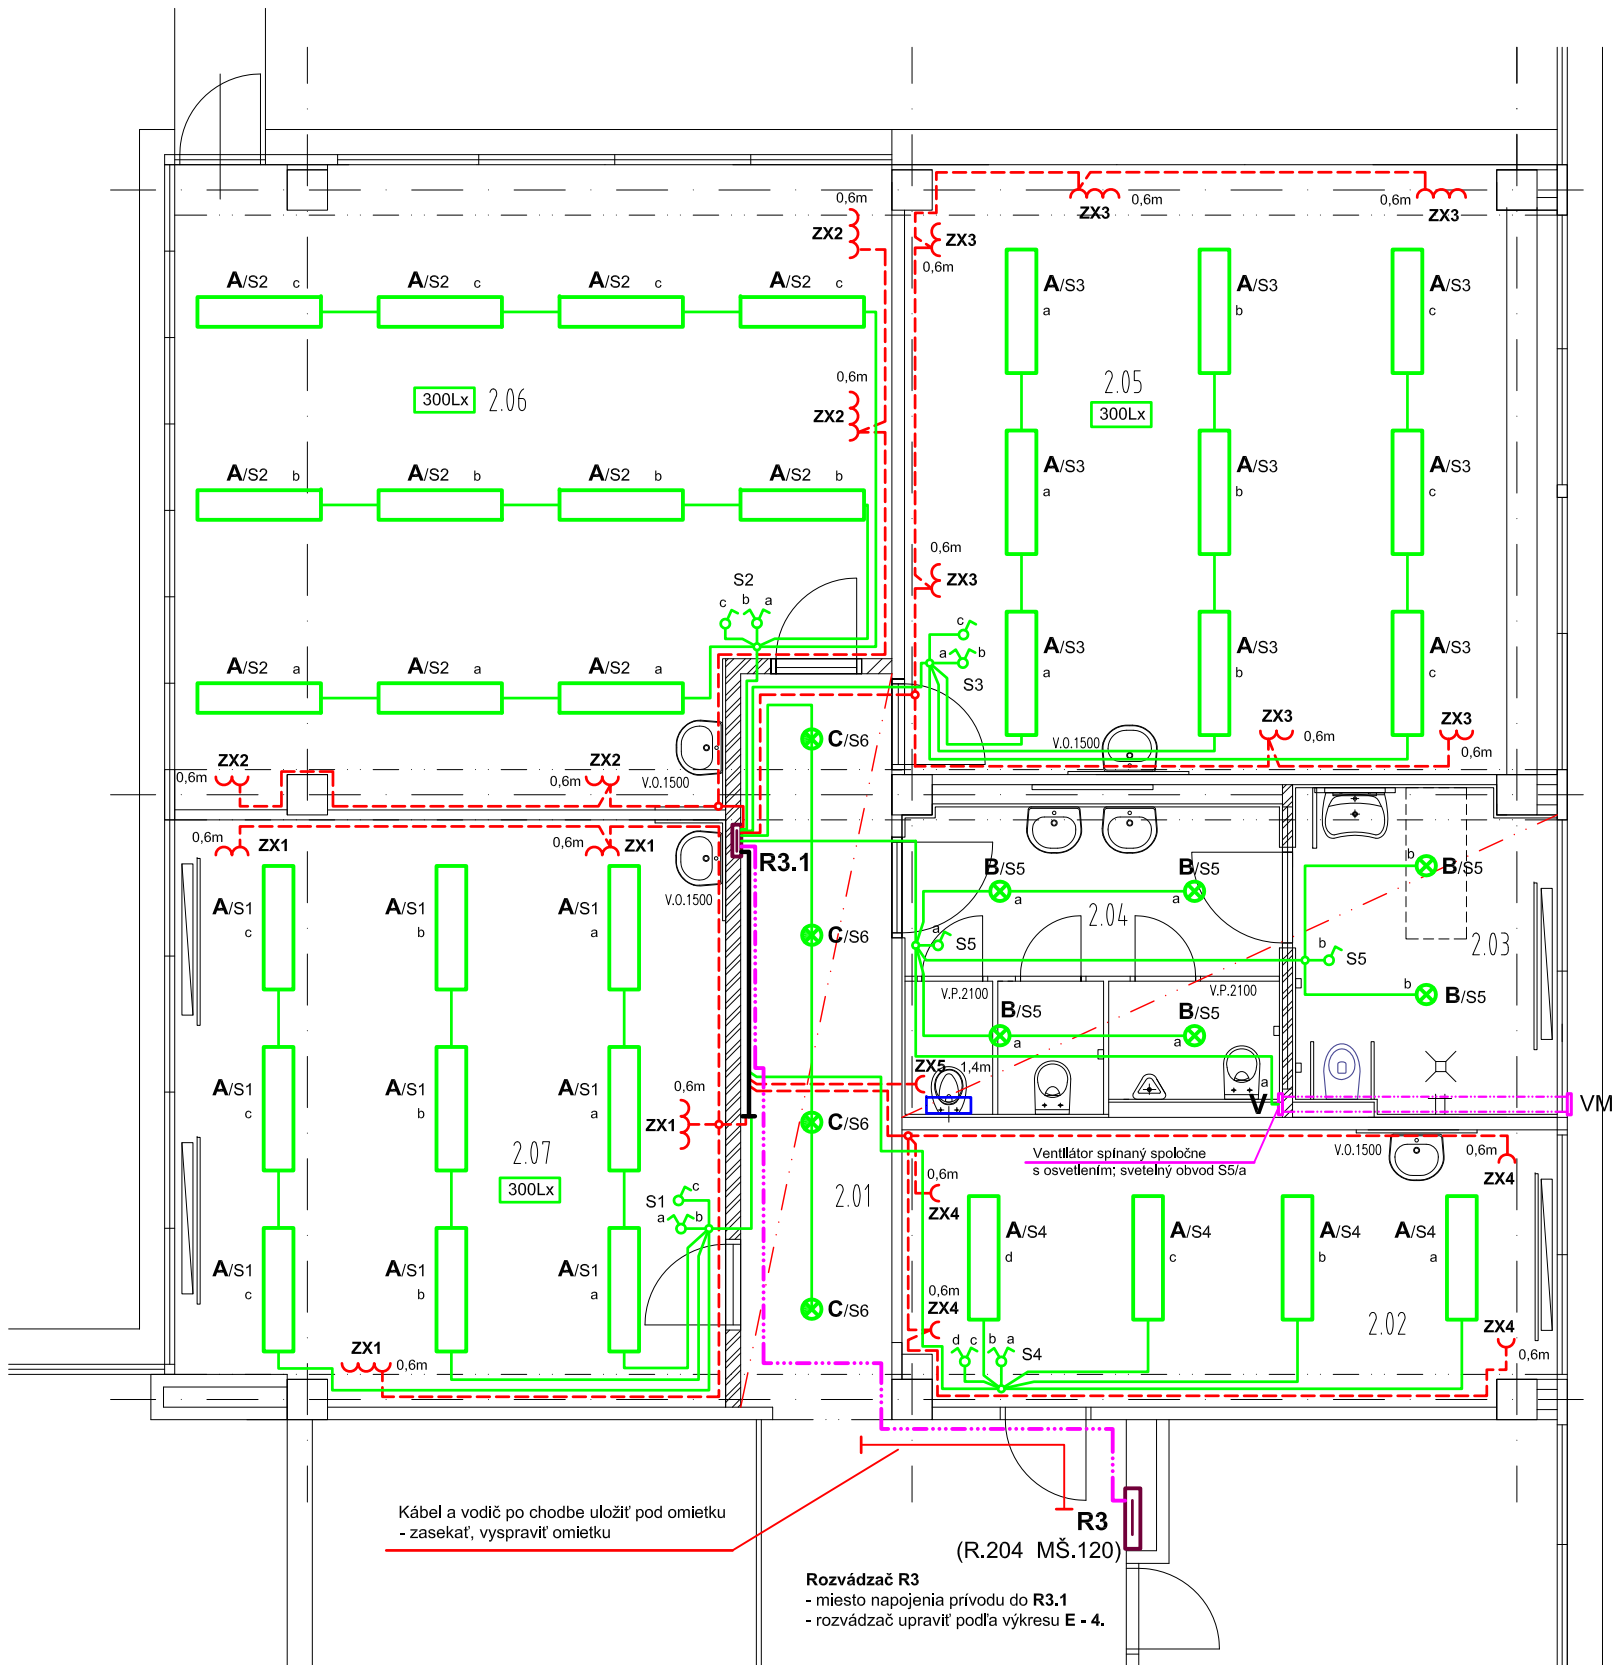 0,6m
ZX2
A/S2 c
A/S2 c
A/S2 c
A/S2 c
300Lx 2.06
0,6m
ZX2
A/S2 b
A/S2 b
A/S2 b
A/S2 b
S2
c b a
A/S2 a
A/S2 a
A/S2 a
ZX2
0,6m
ZX2
0,6m
V.O.1500
ZX3
0,6m
0,6m
ZX3
ZX3
0,6m
A/S3
a
A/S3
b
A/S3
c
2.05
300Lx
A/S3
a
A/S3
b
A/S3
c
0,6m
ZX3
c
a b
S3
A/S3
a
A/S3
b
A/S3
c
V.O.1500
ZX3
0,6m
ZX3
0,6m
C/S6
C/S6
C/S6
C/S6
R3.1
2.01
0,6m
ZX1
0,6m
ZX1
V.O.1500
A/S1
c
A/S1
b
A/S1
a
A/S1
c
A/S1
b
A/S1
a
0,6m
ZX1
2.07
300Lx
S1 c
a b
A/S1
c
A/S1
b
A/S1
a
ZX1
0,6m
B/S5
a
B/S5
a
2.04
a
S5
V.P.2100
V.P.2100
B/S5
a
B/S5
a
ZX5
1,4m
a
V
VM
b
B/S5
2.03
b
S5
b
B/S5
Ventilátor spínaný spoločne
s osvetlením; svetelný obvod S5/a
V.O.1500
0,6m
ZX4
0,6m
ZX4
A/S4
d
A/S4
c
A/S4
b
A/S4
a
0,6m
ZX4
d c b a
S4
2.02
ZX4
0,6m
Kábel a vodič po chodbe uložiť pod omietku
- zasekať, vyspraviť omietku
R3
(R.204 MŠ.120)
Rozvádzač R3
- miesto napojenia prívodu do R3.1
- rozvádzač upraviť podľa výkresu E - 4.